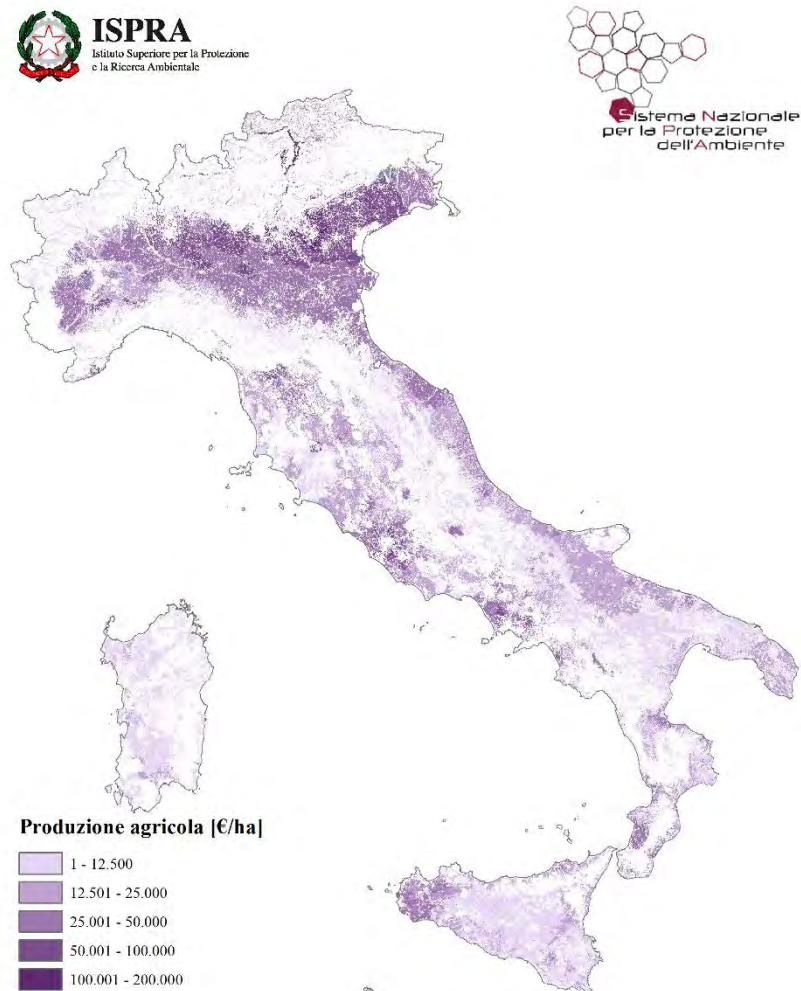 ISPRA
Istituto Superiore per la Protezione
e la Ricerca Ambientale
Sistema Nazionale
per la Protezione
dell'Ambiente
Produzione agricola [€/ha]
1 - 12.500
12.501 - 25.000
25.001 - 50.000
50.001 - 100.000
100.001 - 200.000